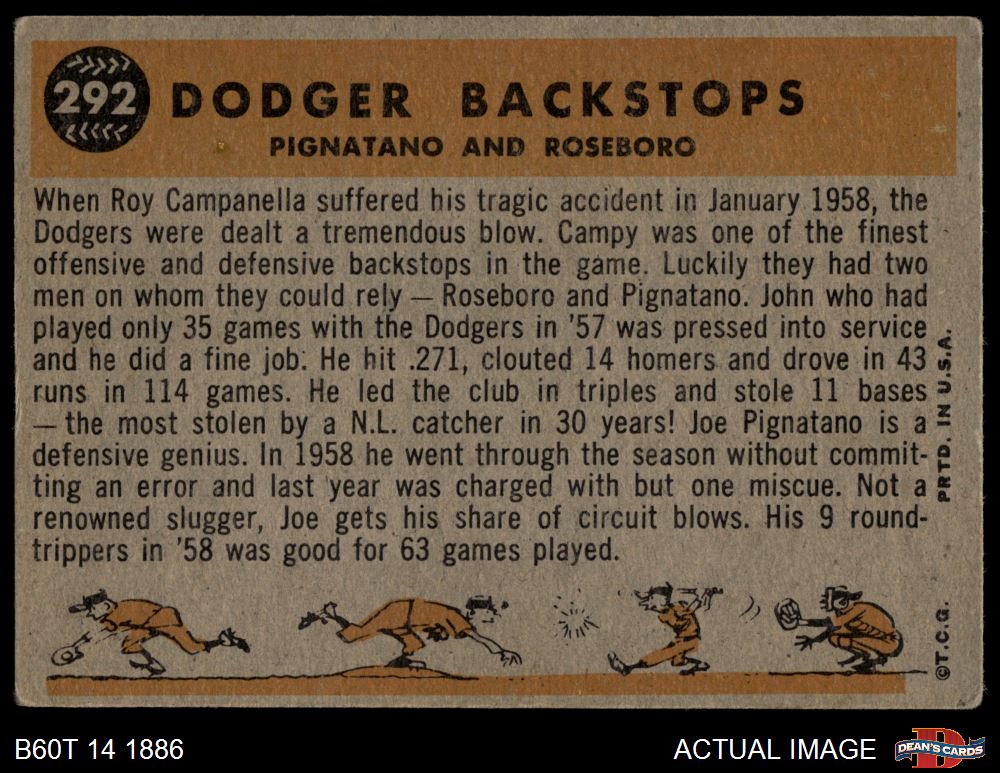 292
DODGER BACKSTOPS
PIGNATANO AND ROSEBORO
When Roy Campanella suffered his tragic accident in January 1958, the
Dodgers were dealt a tremendous blow. Campy was one of the finest
offensive and defensive backstops in the game. Luckily they had two
men on whom they could rely — Roseboro and Pignatano. John who had
played only 35 games with the Dodgers in '57 was pressed into service
and he did a fine job. He hit .271, clouted 14 homers and drove in 43
runs in 114 games. He led the club in triples and stole 11 bases
— the most stolen by a N.L. catcher in 30 years! Joe Pignatano is a
defensive genius. In 1958 he went through the season without commit-
ting an error and last year was charged with but one miscue. Not a
renowned slugger, Joe gets his share of circuit blows. His 9 round-
trippers in '58 was good for 63 games played.
©T.C.G. PRTD. IN U.S.A.
B60T 14 1886
ACTUAL IMAGE
D
DEAN'S CARDS